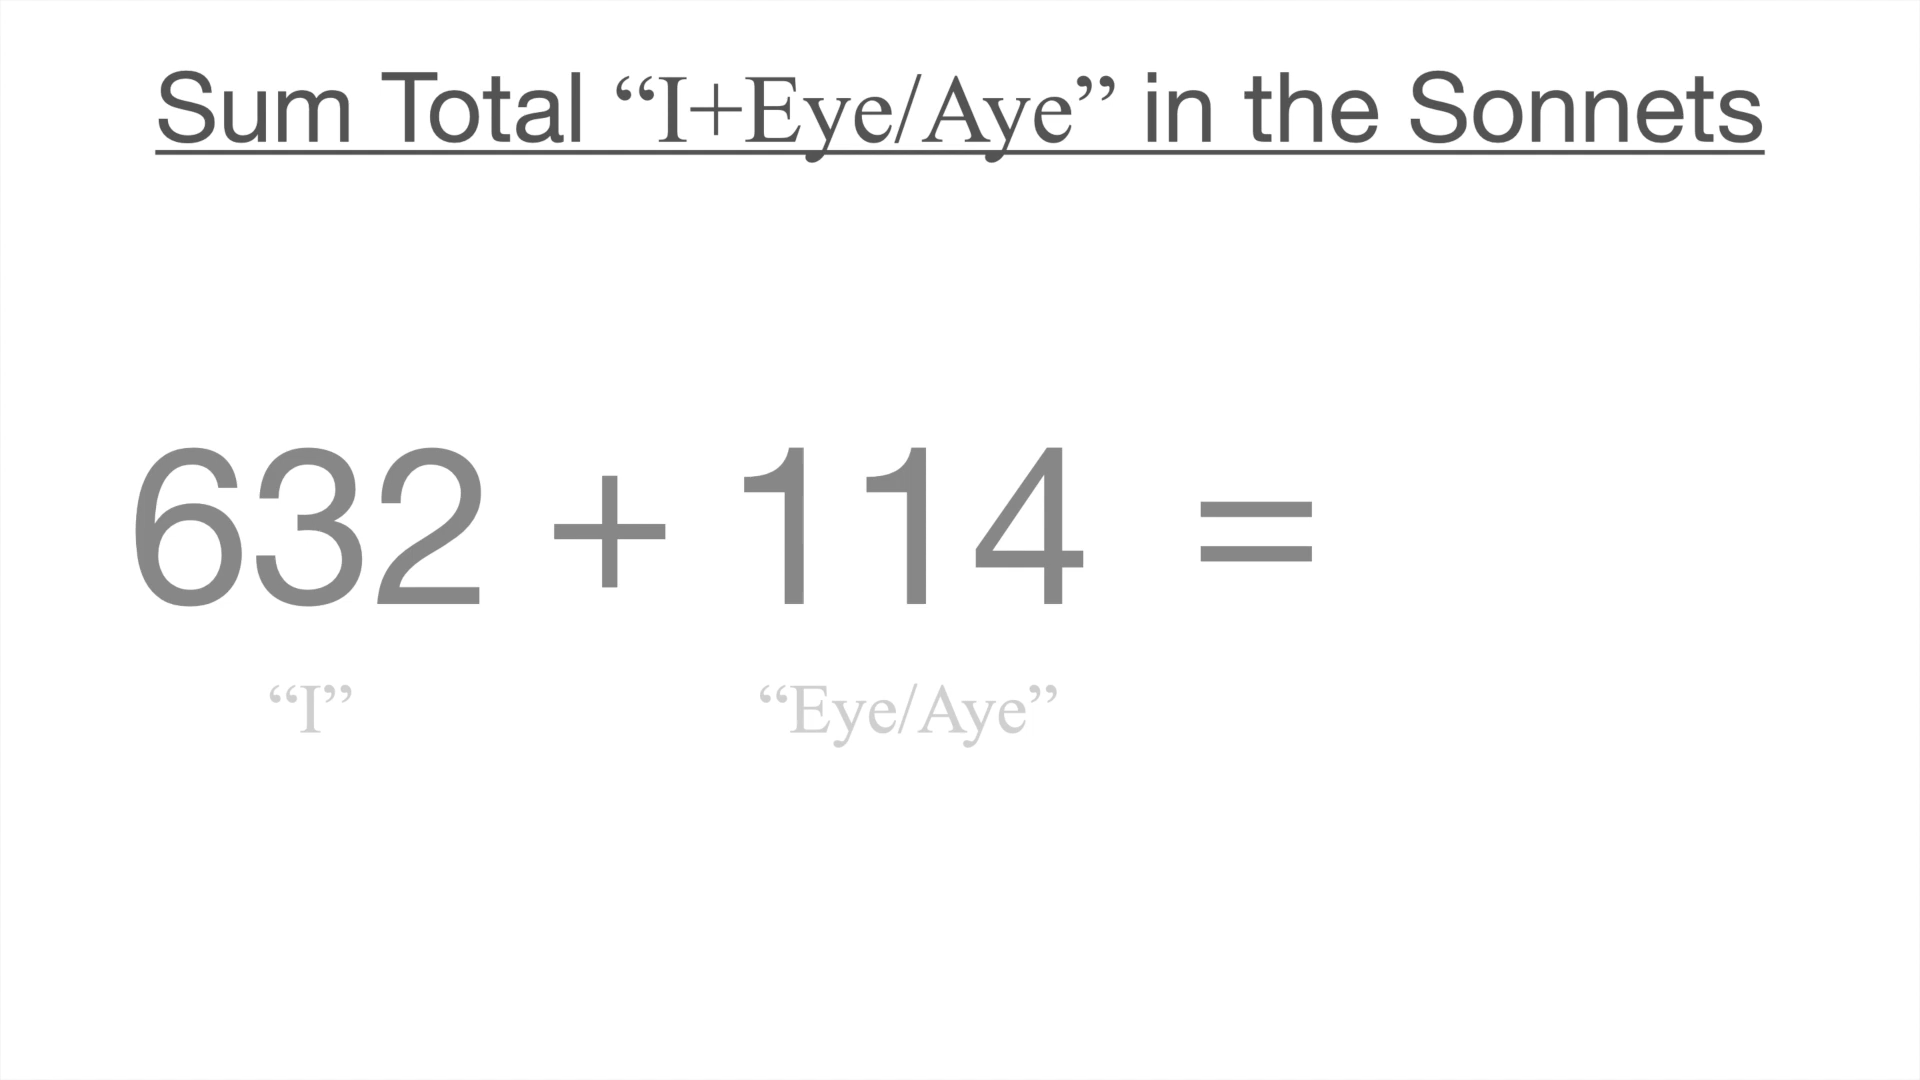 Sum Total “I+Eye/Aye” in the Sonnets
632 + 114 =
“I” “Eye/Aye”